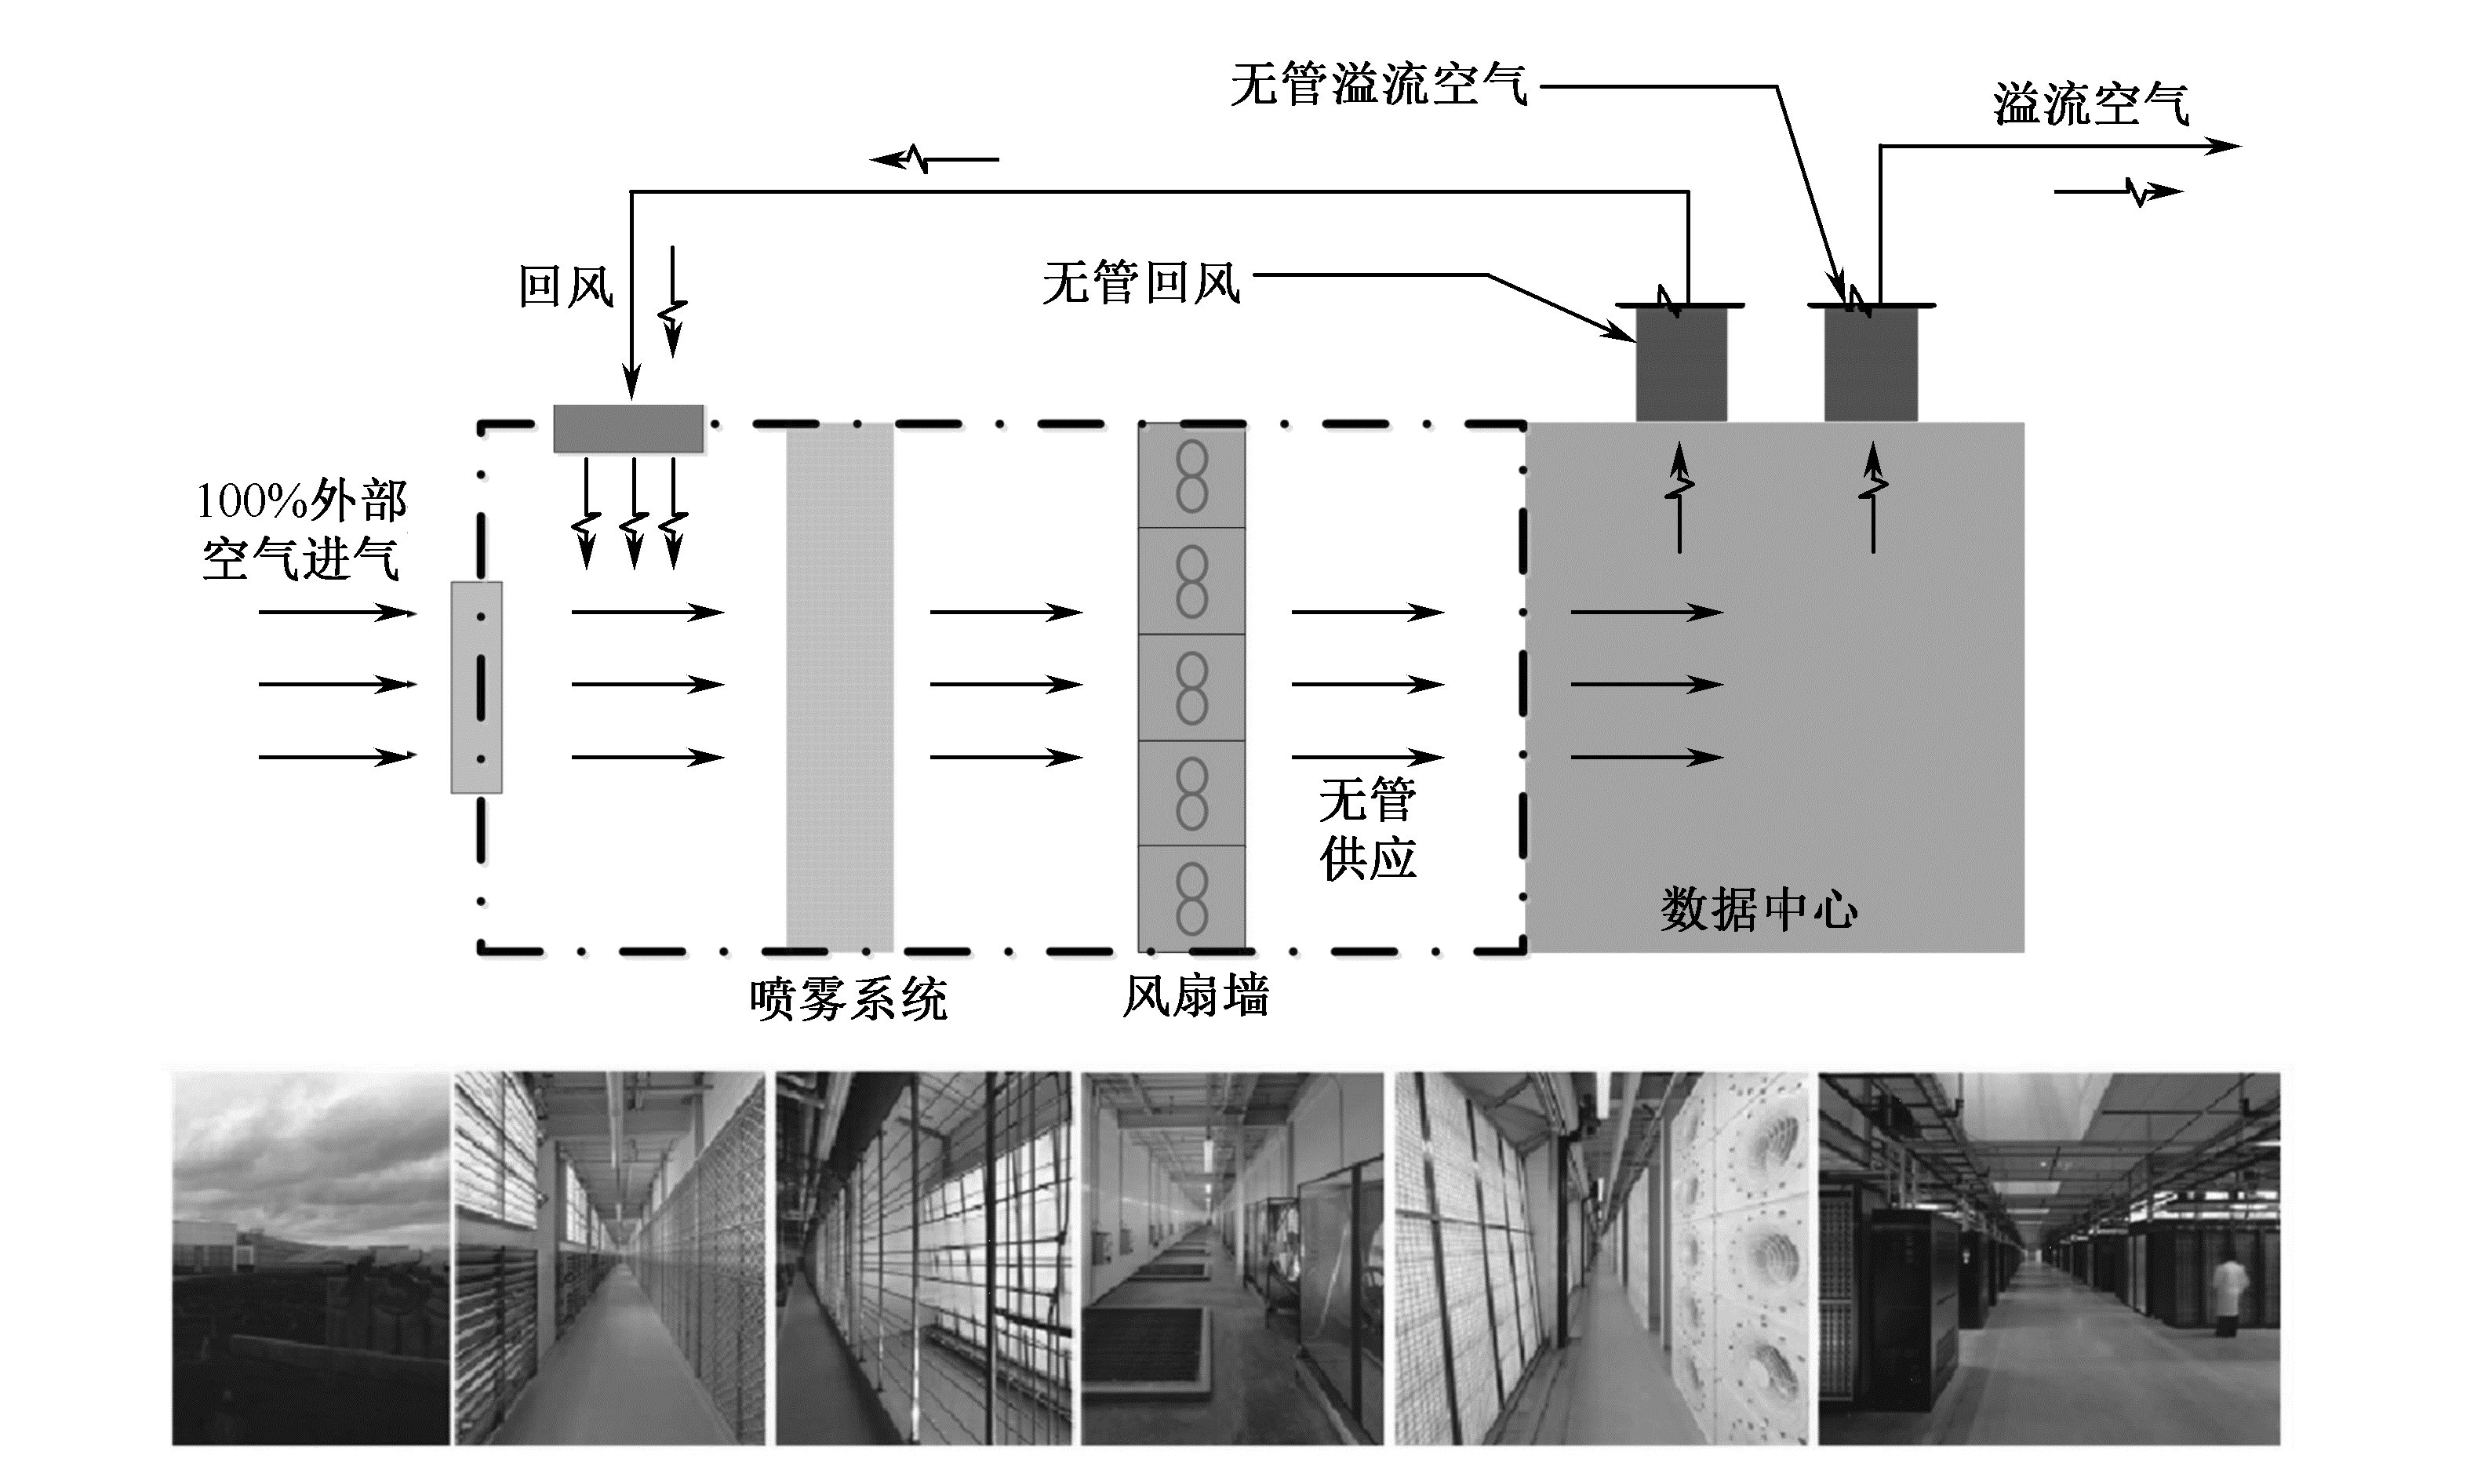 无管溢流空气
溢流空气
回风
无管回风
100%外部
空气进气
无管
供应
数据中心
喷雾系统
风扇墙